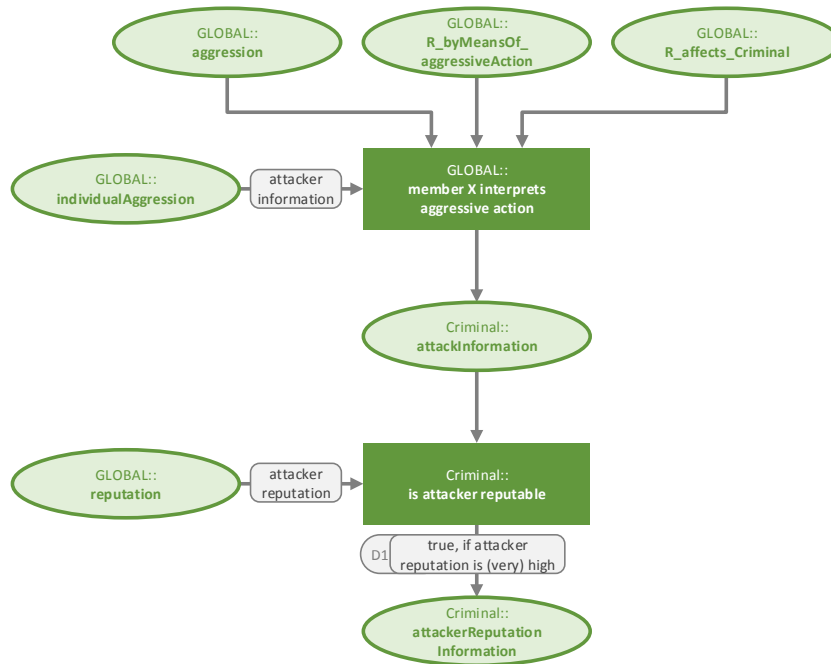 GLOBAL::
aggression
GLOBAL::
R_byMeansOf_
aggressiveAction
GLOBAL::
R_affects_Criminal
GLOBAL::
individualAggression
attacker
information
GLOBAL::
member X interprets
aggressive action
Criminal::
attackInformation
GLOBAL::
reputation
attacker
reputation
Criminal::
is attacker reputable
D1
true, if attacker
reputation is (very) high
Criminal::
attackerReputation
Information